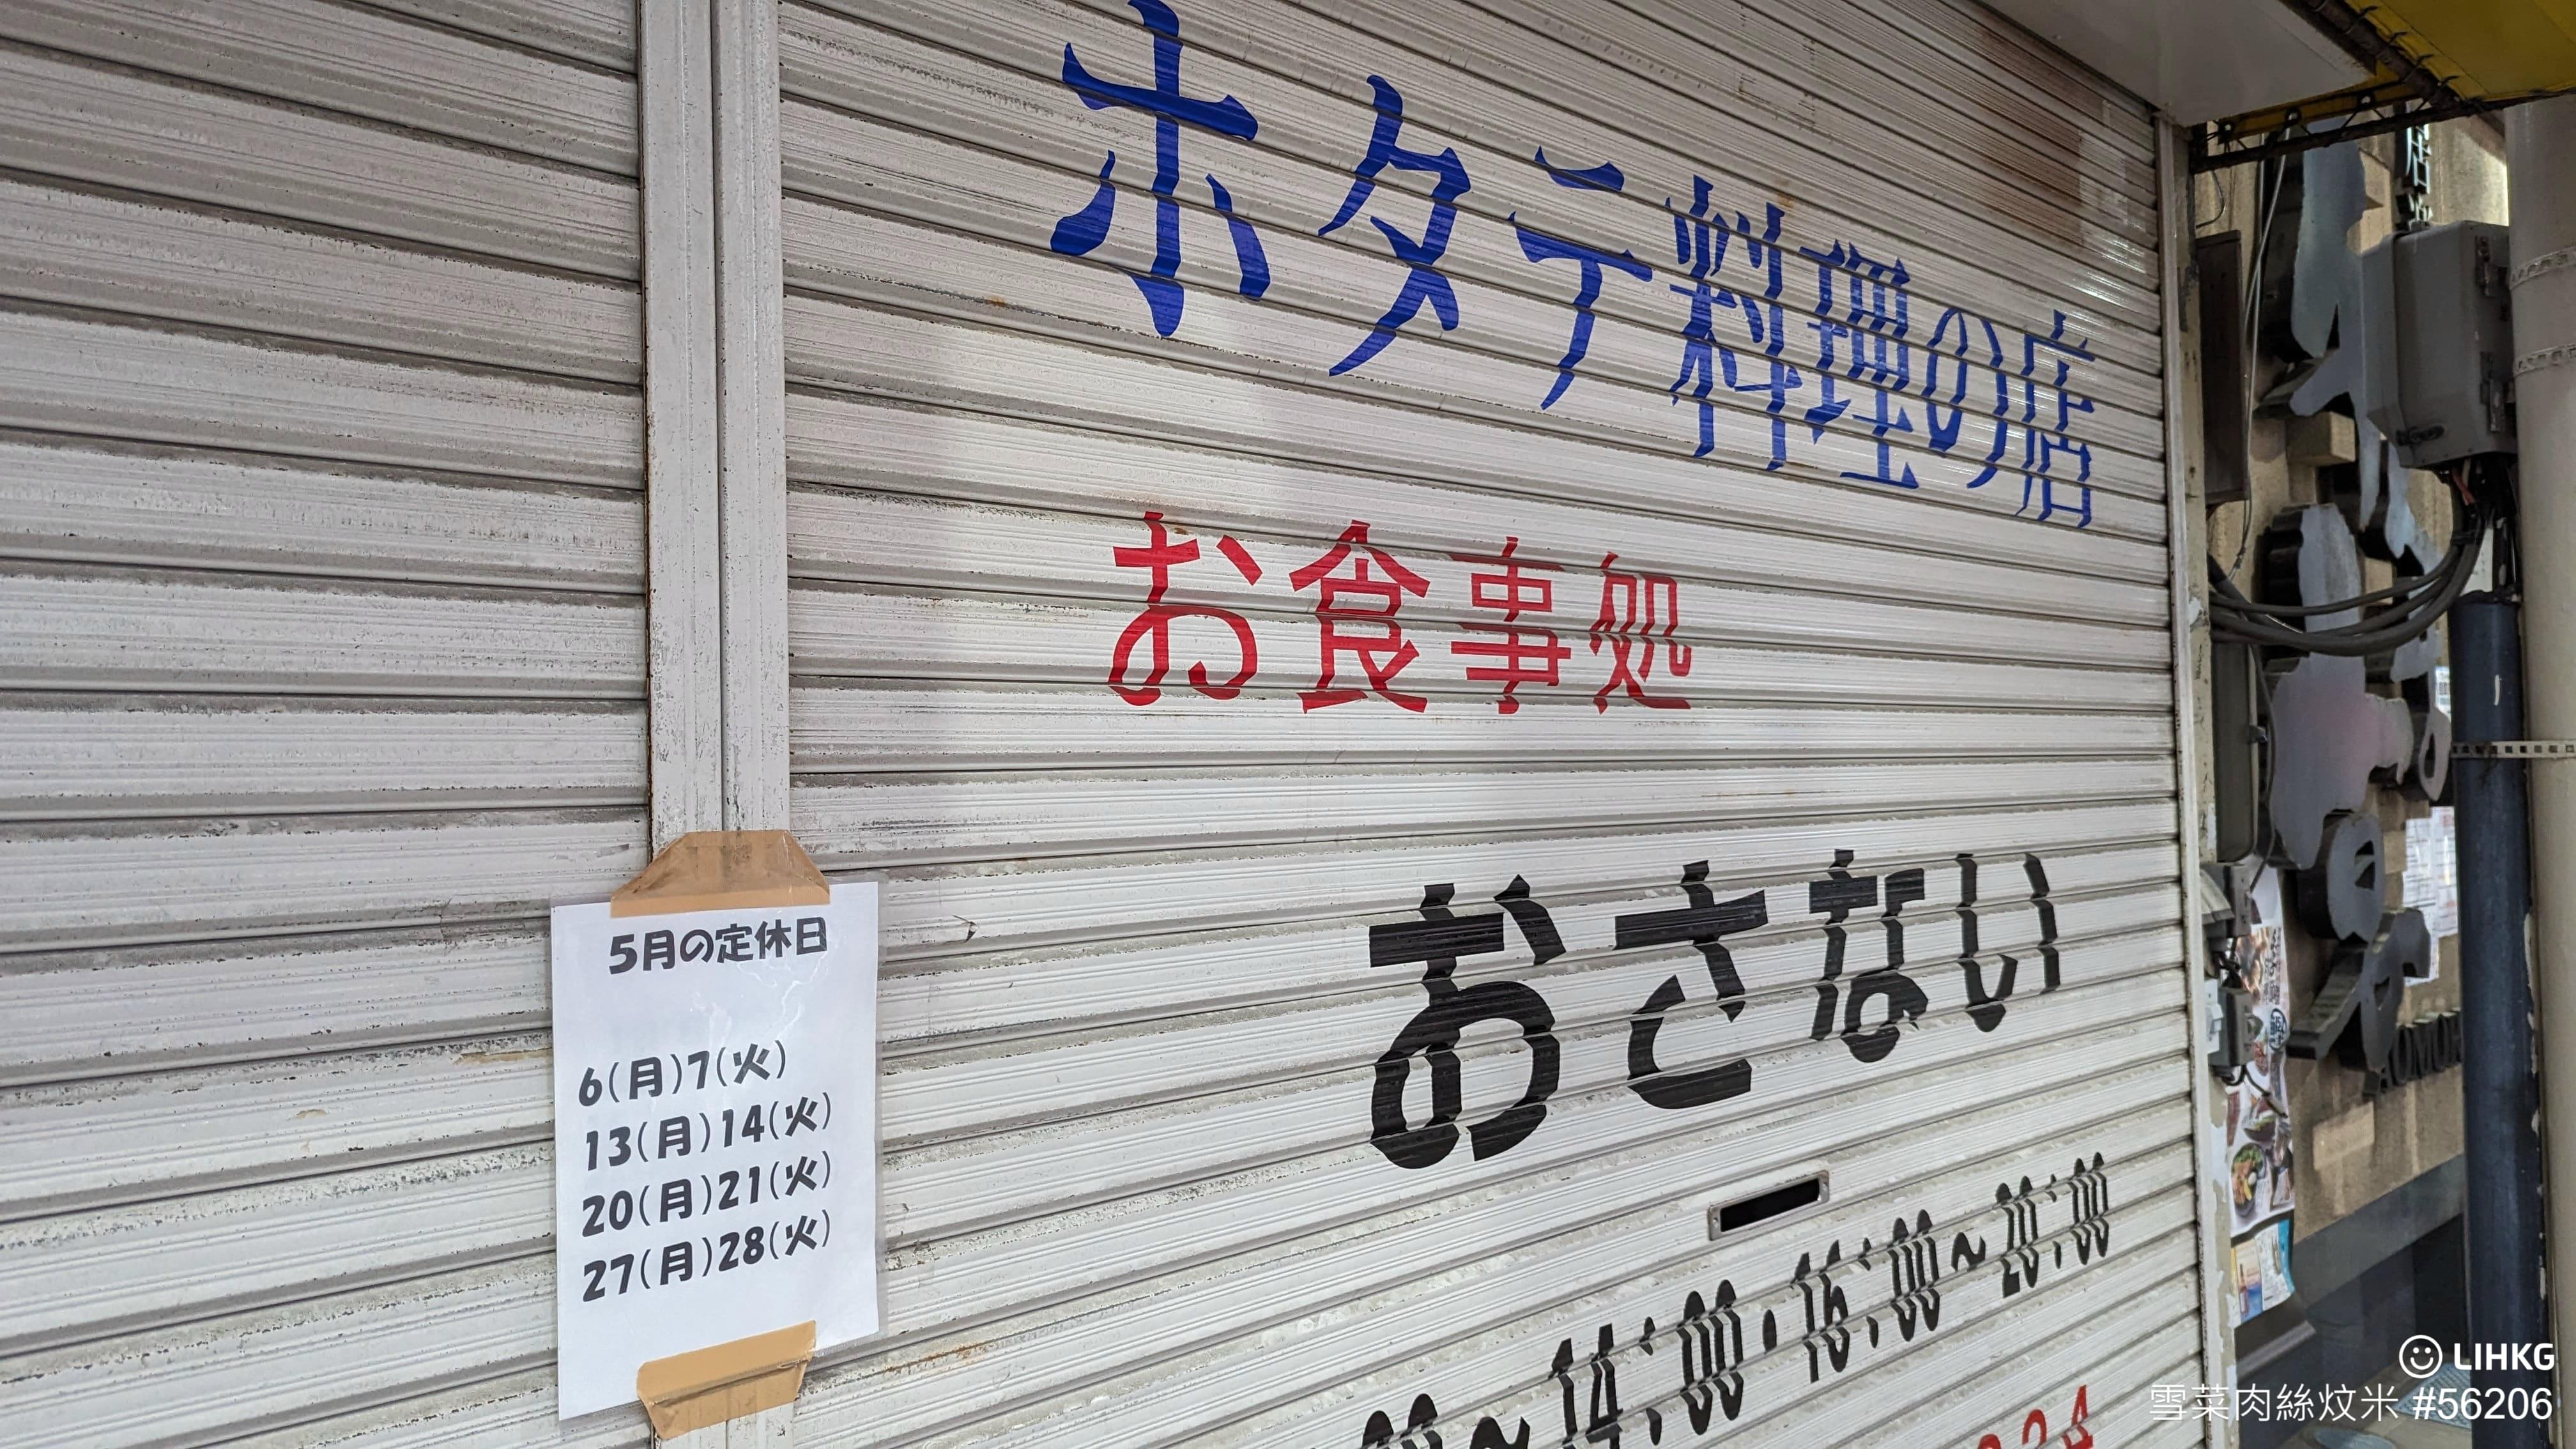 ホタテ料理の店
お食事処
おさない
00～14:00・16:00～20:00
5月の定休日
6(月)7(火)
13(月)14(火)
20(月)21(火)
27(月)28(火)
LIHKG
雪菜肉絲炆米 #56206